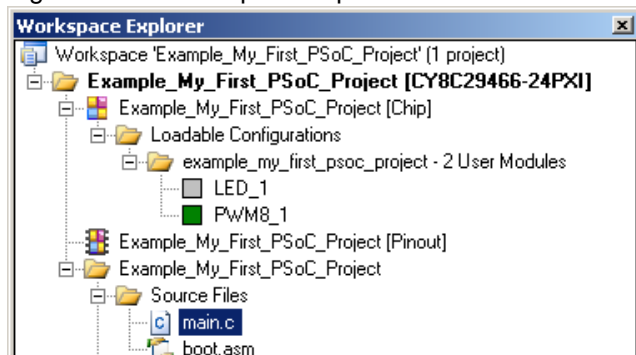 Workspace Explorer
Workspace 'Example_My_First_PSoC_Project' (1 project)
Example_My_First_PSoC_Project [CY8C29466-24PXI]
Example_My_First_PSoC_Project [Chip]
Loadable Configurations
example_my_first_psoc_project - 2 User Modules
LED_1
PWM8_1
Example_My_First_PSoC_Project [Pinout]
Example_My_First_PSoC_Project
Source Files
main.c
boot.asm